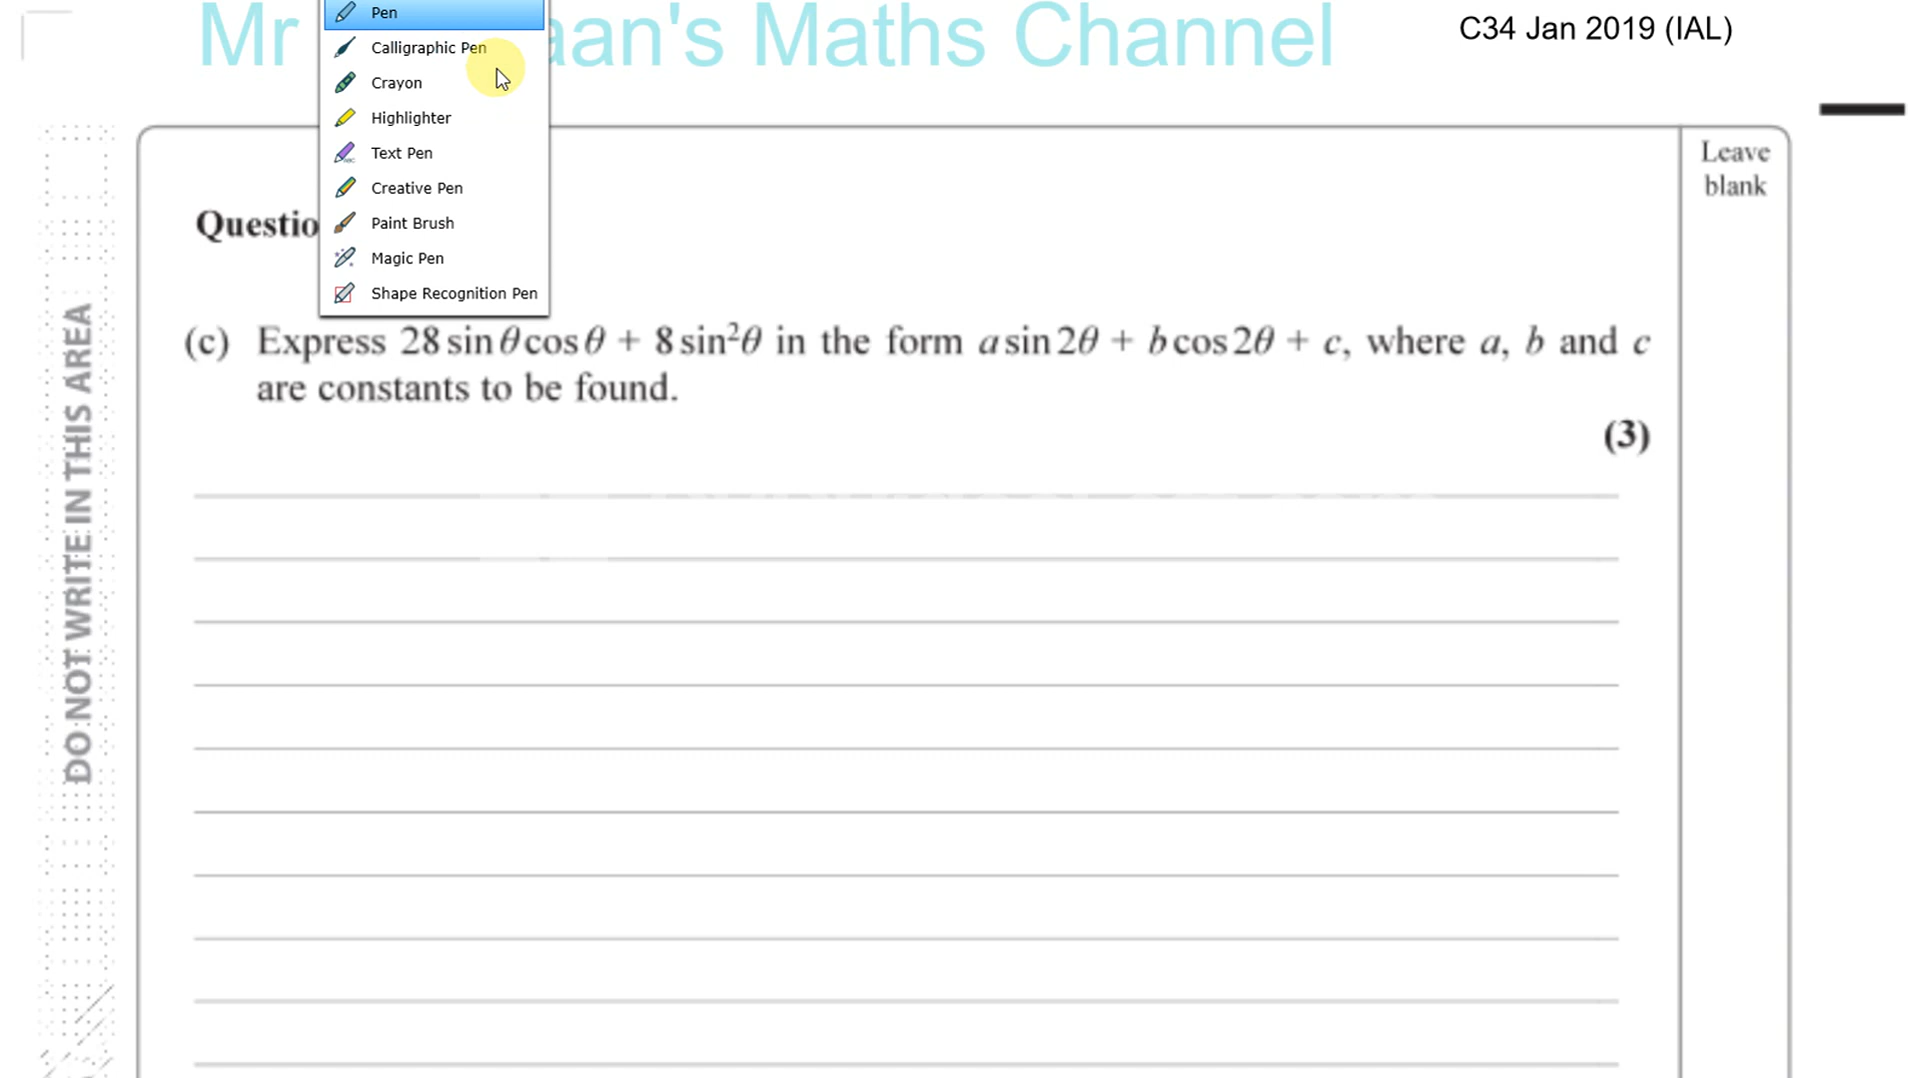 Mr aan's Maths Channel
C34 Jan 2019 (IAL)
Pen
Calligraphic Pen
Crayon
Highlighter
Text Pen
Creative Pen
Paint Brush
Magic Pen
Shape Recognition Pen
Leave
blank
Questio
(c) Express 28 sin θ cos θ + 8 sin²θ in the form a sin 2θ + b cos 2θ + c, where a, b and c
are constants to be found.
(3)
DO NOT WRITE IN THIS AREA